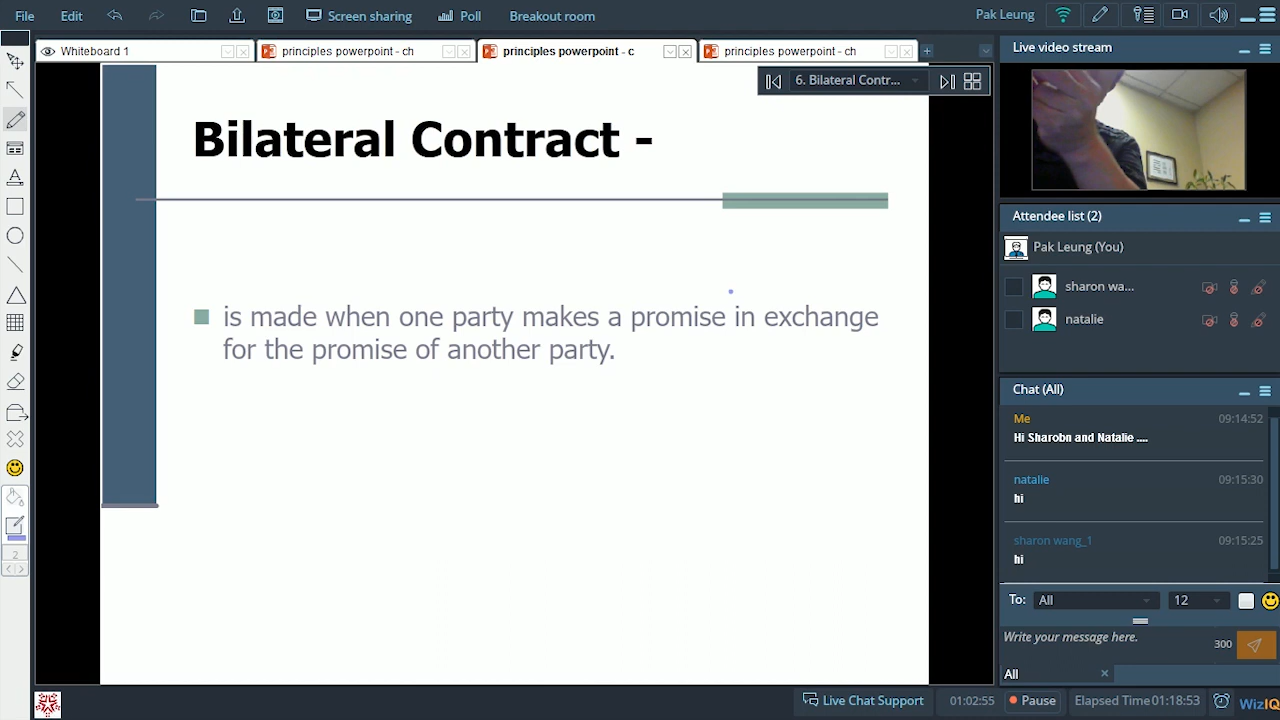 File Edit Screen sharing Poll Breakout room Pak Leung
Whiteboard 1 principles powerpoint - ch principles powerpoint - c principles powerpoint - ch
6. Bilateral Contr...
Bilateral Contract -
is made when one party makes a promise in exchange
for the promise of another party.
Live video strem
Attendee list (2)
Pak Leung (You)
sharon wa...
natalie
Chat (All)
Me 09:14:52
Hi Sharobn and Natalie ....
natalie 09:15:30
hi
sharon wang_1 09:15:25
hi
To: All 12
Write your message here. 300
All
2
Live Chat Support 01:02:55 Pause Elapsed Time 01:18:53 WizIQ